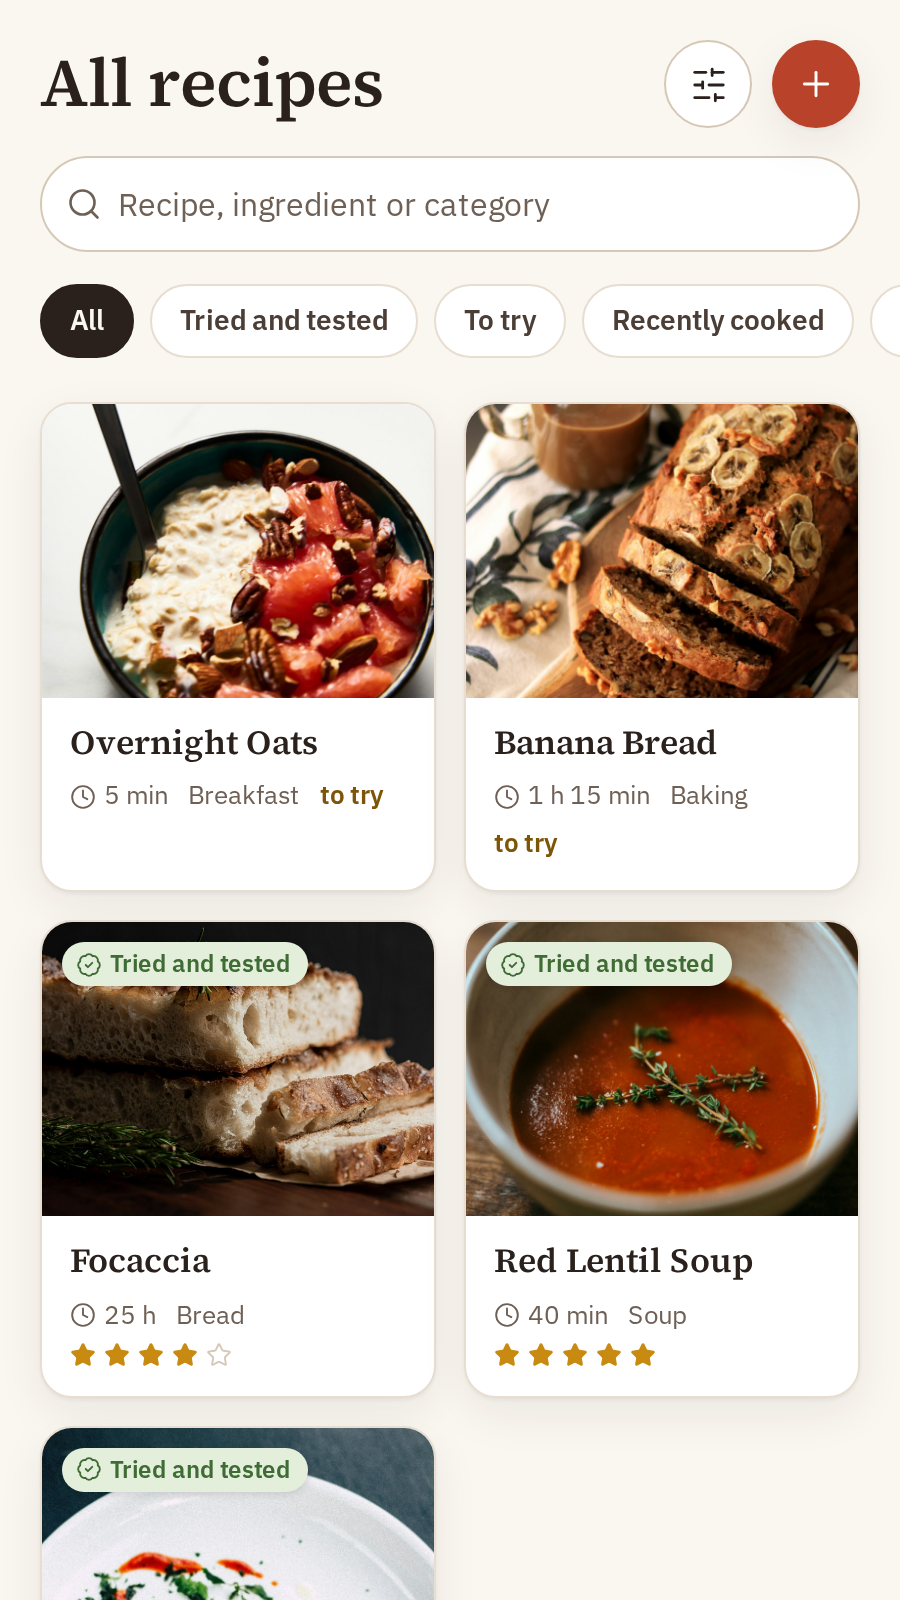 All recipes
Recipe, ingredient or category
All Tried and tested To try Recently cooked
Overnight Oats
5 min Breakfast to try
Banana Bread
1 h 15 min Baking
to try
Tried and tested
Focaccia
25 h Bread
Tried and tested
Red Lentil Soup
40 min Soup
Tried and tested